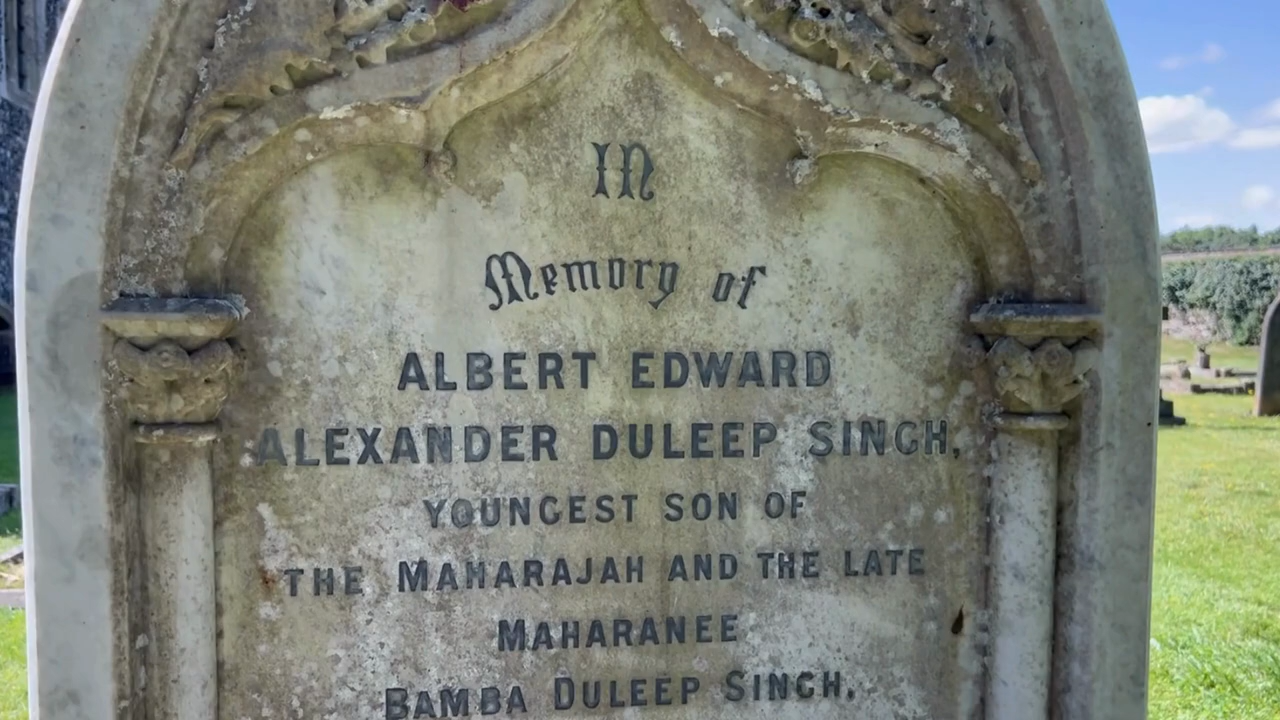 In
Memory of
ALBERT EDWARD
ALEXANDER DULEEP SINGH,
YOUNGEST SON OF
THE MAHARAJAH AND THE LATE
MAHARANEE
BAMBA DULEEP SINGH.